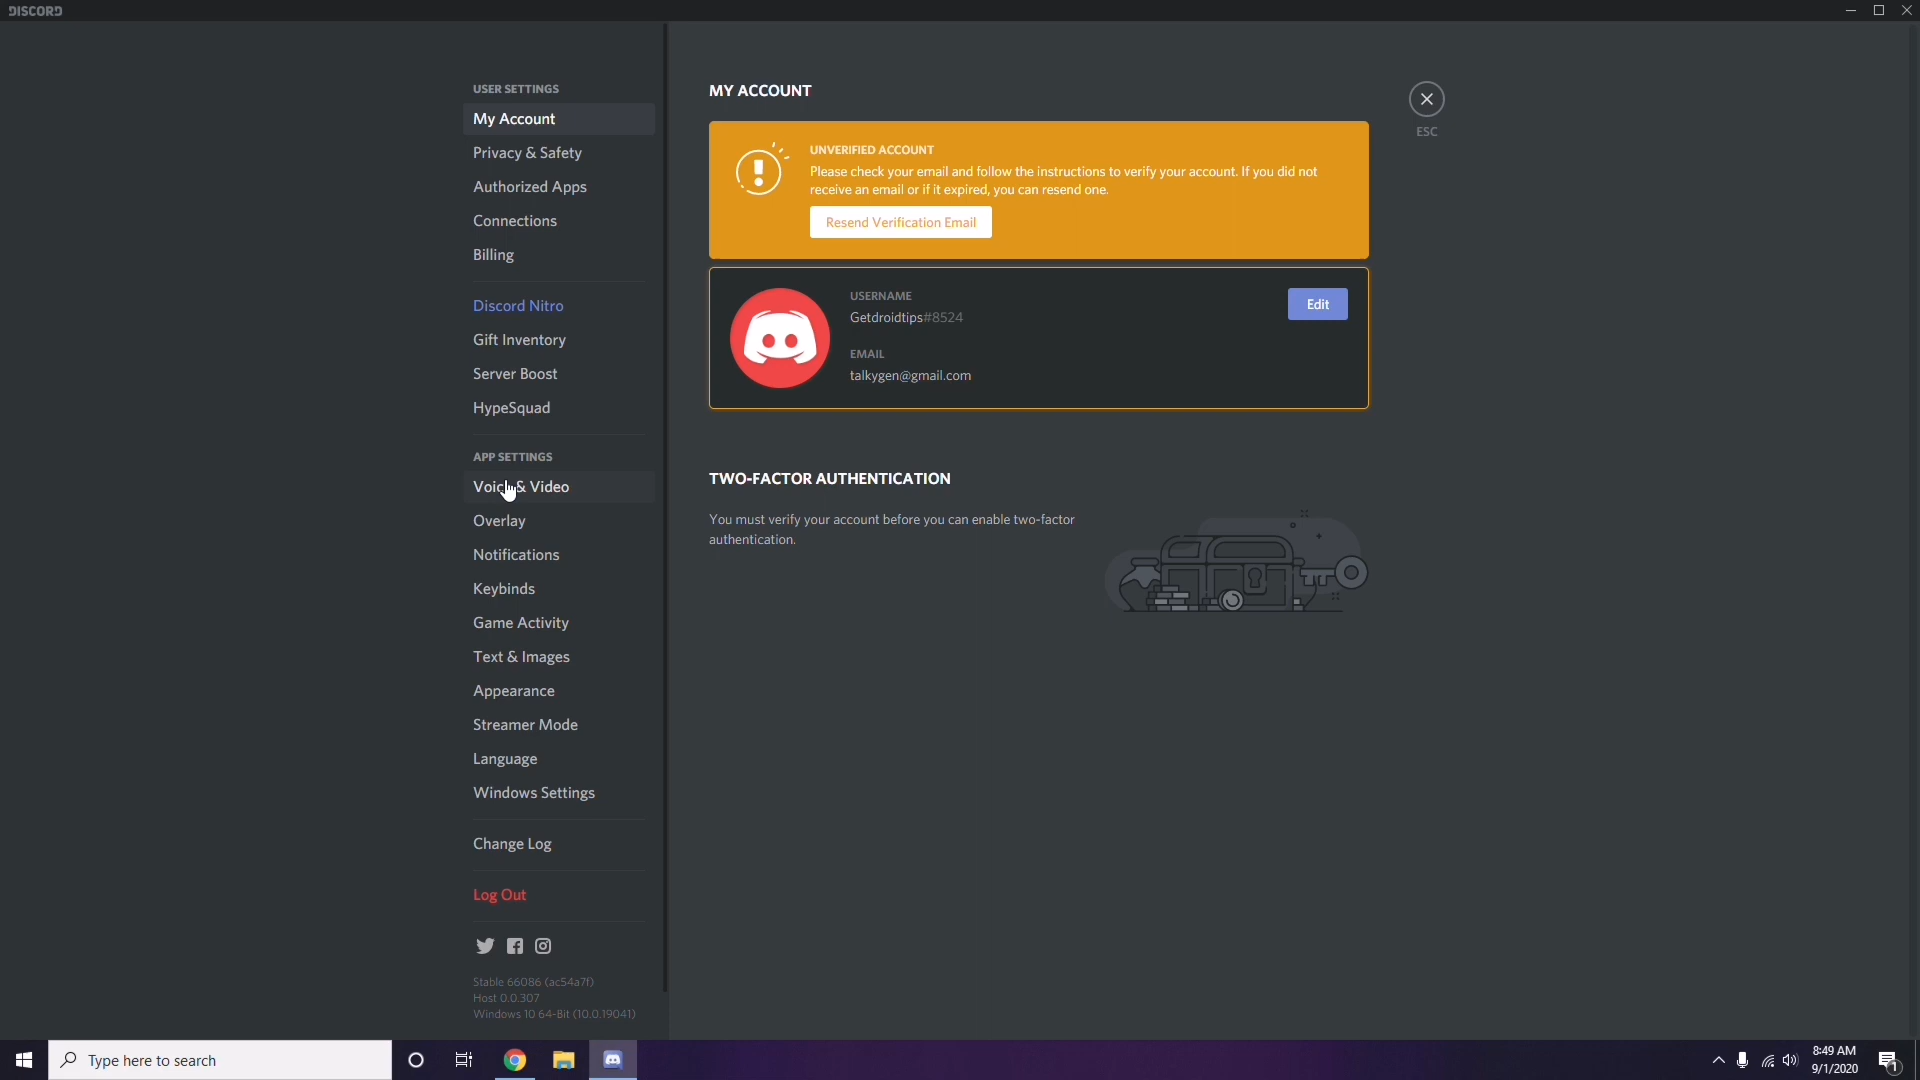 DISCORD
USER SETTINGS
My Account
Privacy & Safety
Authorized Apps
Connections
Billing
Discord Nitro
Gift Inventory
Server Boost
HypeSquad
APP SETTINGS
Voice & Video
Overlay
Notifications
Keybinds
Game Activity
Text & Images
Appearance
Streamer Mode
Language
Windows Settings
Change Log
Log Out
Stable 66086 (ac54a7f)
Host 0.0.307
Windows 10 64-Bit (10.0.19041)
MY ACCOUNT
ESC
UNVERIFIED ACCOUNT
Please check your email and follow the instructions to verify your account. If you did not
receive an email or if it expired, you can resend one.
Resend Verification Email
USERNAME
Getdroidtips#8524
Edit
EMAIL
talkygen@gmail.com
TWO-FACTOR AUTHENTICATION
You must verify your account before you can enable two-factor
authentication.
Type here to search
8:49 AM
9/1/2020
1